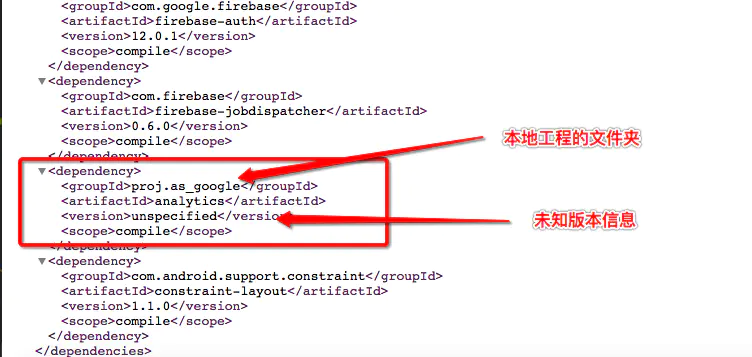 <groupId>com.google.firebase</groupId>
<artifactId>firebase-auth</artifactId>
<version>12.0.1</version>
<scope>compile</scope>
</dependency>
▼<dependency>
<groupId>com.firebase</groupId>
<artifactId>firebase-jobdispatcher</artifactId>
<version>0.6.0</version>
<scope>compile</scope>
</dependency>
本地工程的文件夹
▼<dependency>
<groupId>proj.as_google</groupId>
<artifactId>analytics</artifactId>
<version>unspecified</version>
未知版本信息
<scope>compile</scope>
</dependency>
▼<dependency>
<groupId>com.android.support.constraint</groupId>
<artifactId>constraint-layout</artifactId>
<version>1.1.0</version>
<scope>compile</scope>
</dependency>
</dependencies>